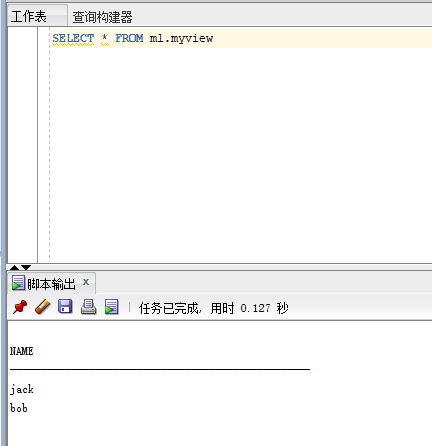 工作表 查询构建器
SELECT * FROM ml.myview
脚本输出 x
任务已完成, 用时 0.127 秒
NAME
jack
bob